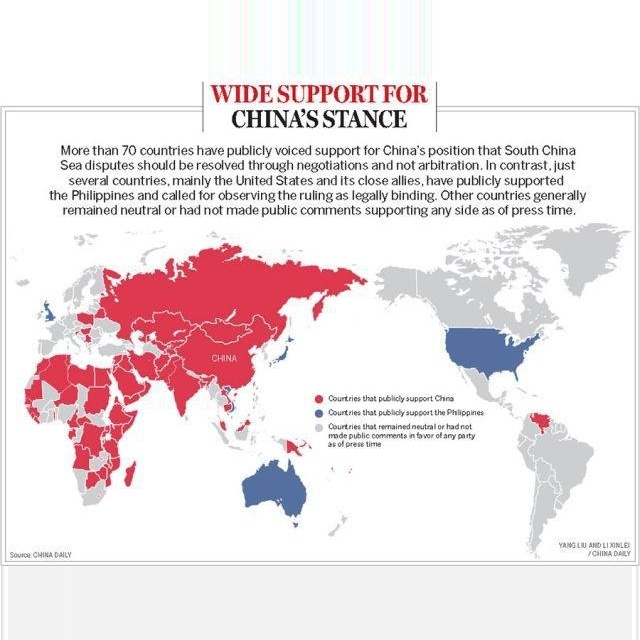 WIDE SUPPORT FOR
CHINA'S STANCE
More than 70 countries have publicly voiced support for China's position that South China
Sea disputes should be resolved through negotiations and not arbitration. In contrast, just
several countries, mainly the United States and its close allies, have publicly supported
the Philippines and called for observing the ruling as legally binding. Other countries generally
remained neutral or had not made public comments supporting any side as of press time.
CHINA
Countries that publicly support China
Countries that publicly support the Philippines
Countries that remained neutral or had not
made public comments in favor of any party
as of press time
Source: CHINA DAILY
YANG LIU AND LI XINLEI
/ CHINA DAILY